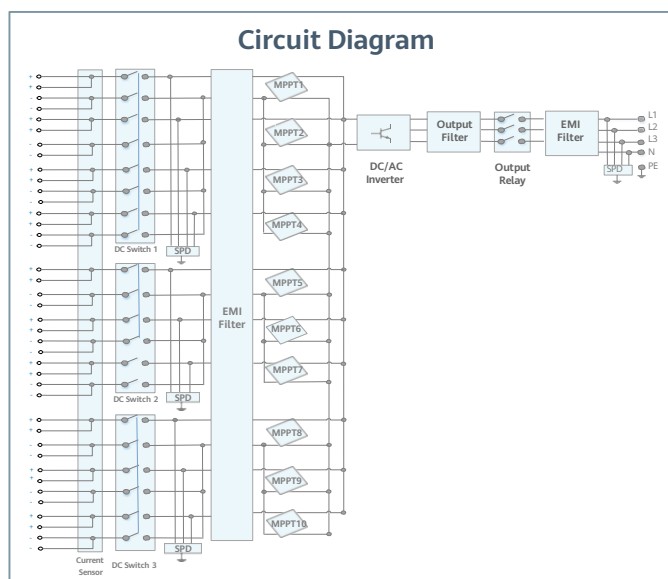 Circuit Diagram
MPPT1
MPPT2
MPPT3
MPPT4
MPPT5
MPPT6
MPPT7
MPPT8
MPPT9
MPPT10
EMI
Filter
DC Switch 1
SPD
DC Switch 2
SPD
DC Switch 3
SPD
Current
Sensor
DC/AC
Inverter
Output
Filter
Output
Relay
EMI
Filter
L1
L2
L3
N
PE
SPD